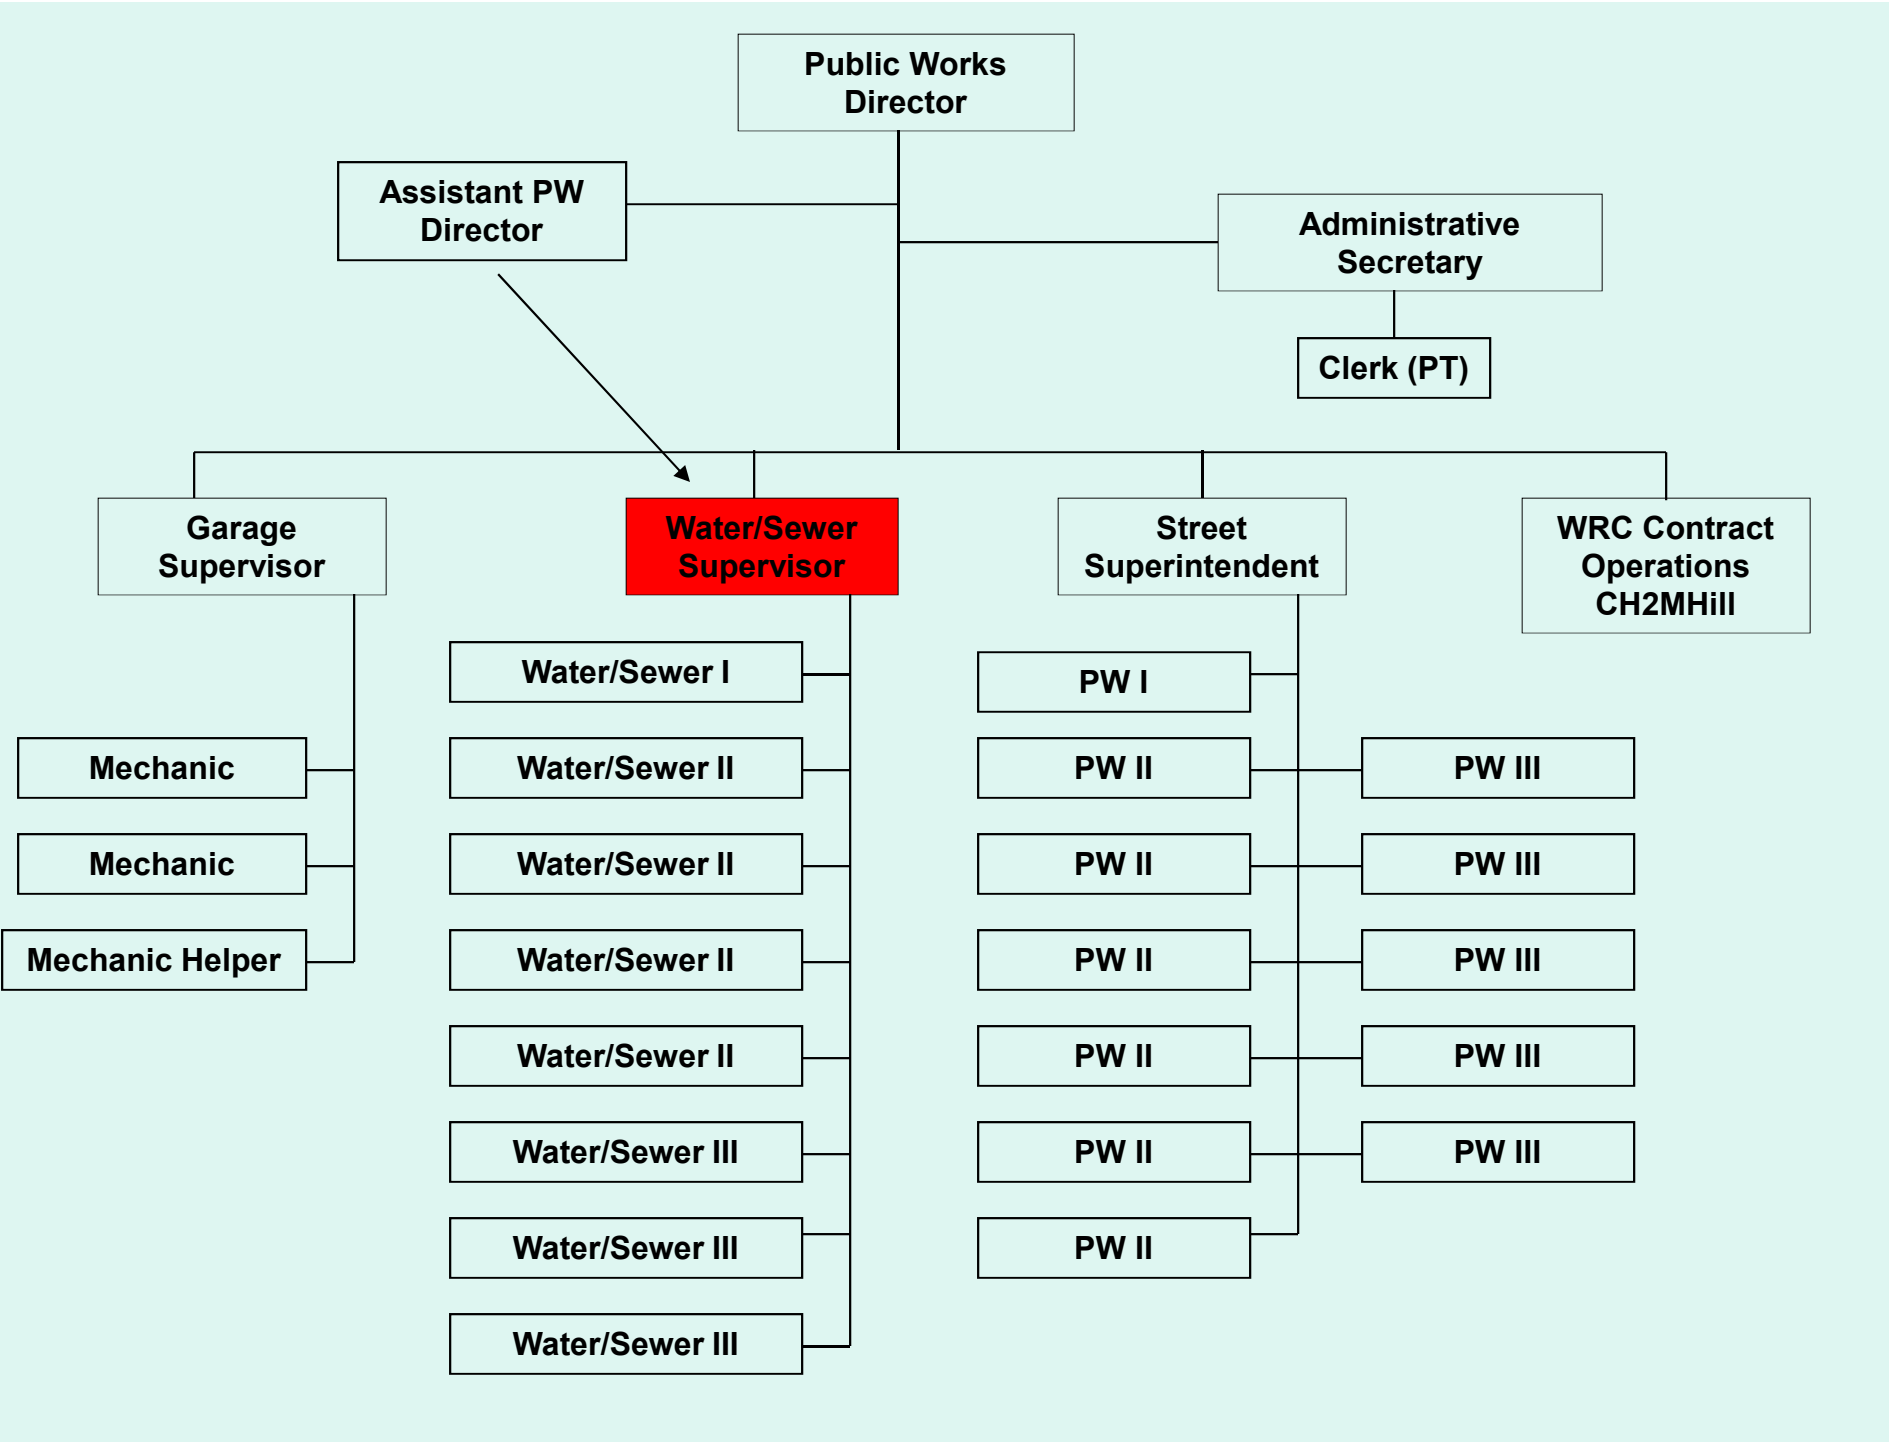 Public Works
Director
Assistant PW
Director
Administrative
Secretary
Clerk (PT)
Garage
Supervisor
Water/Sewer
Supervisor
Street
Superintendent
WRC Contract
Operations
CH2MHill
Water/Sewer I
PW I
Mechanic
Water/Sewer II
PW II
PW III
Mechanic
Water/Sewer II
PW II
PW III
Mechanic Helper
Water/Sewer II
PW II
PW III
Water/Sewer II
PW II
PW III
Water/Sewer III
PW II
PW III
Water/Sewer III
PW II
Water/Sewer III